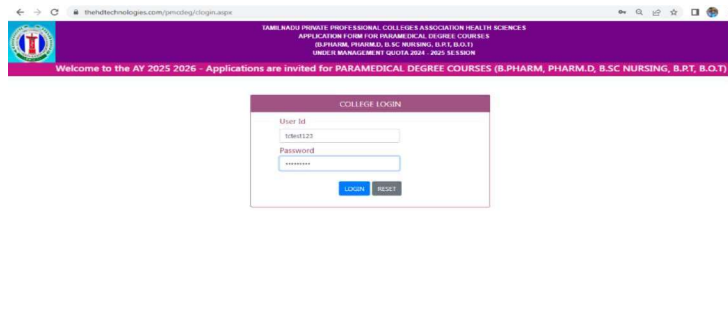 thehdtechnologies.com/pmcdeg/clogin.aspx
TAMILNADU PRIVATE PROFESSIONAL COLLEGES ASSOCIATION HEALTH SCIENCES
APPLICATION FORM FOR PARAMEDICAL DEGREE COURSES
(B.PHARM, PHARM.D, B.SC NURSING, B.P.T, B.O.T)
UNDER MANAGEMENT QUOTA 2024 - 2025 SESSION
Welcome to the AY 2025 2026 - Applications are invited for PARAMEDICAL DEGREE COURSES (B.PHARM, PHARM.D, B.SC NURSING, B.P.T, B.O.T)
COLLEGE LOGIN
User Id
Password
LOGIN RESET